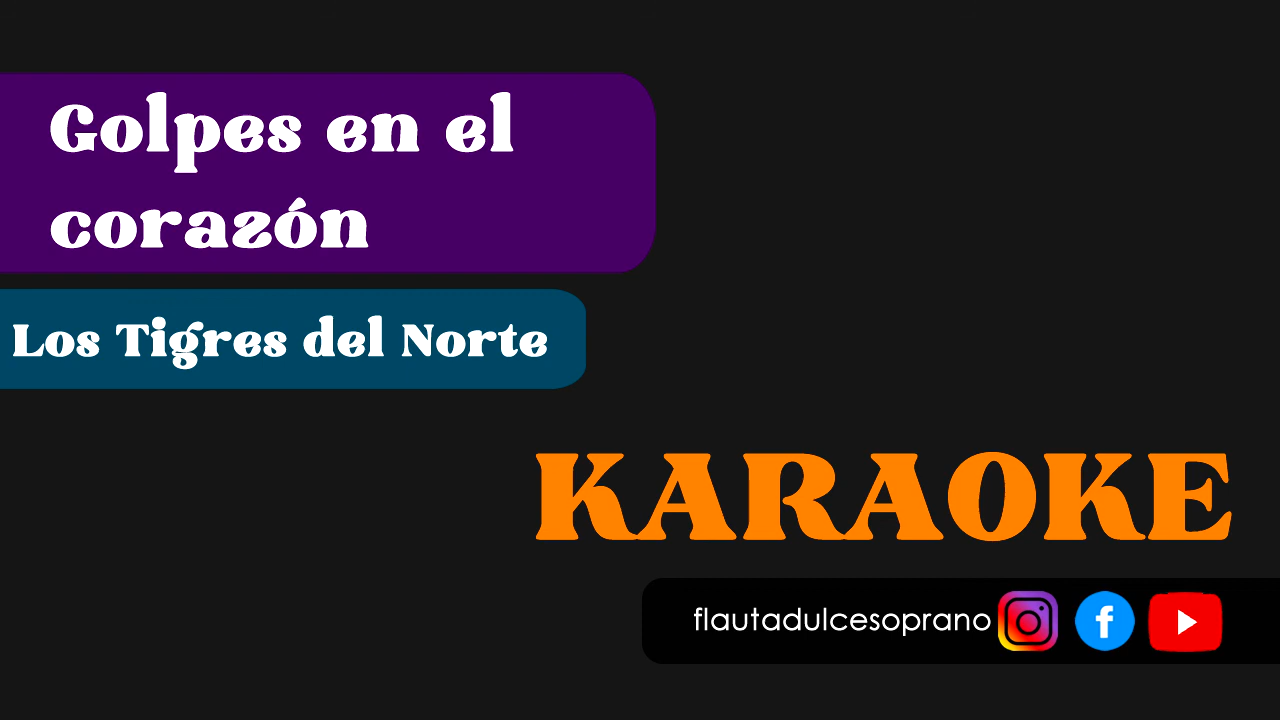 Golpes en el
corazón
Los Tigres del Norte
KARAOKE
flautadulcesoprano